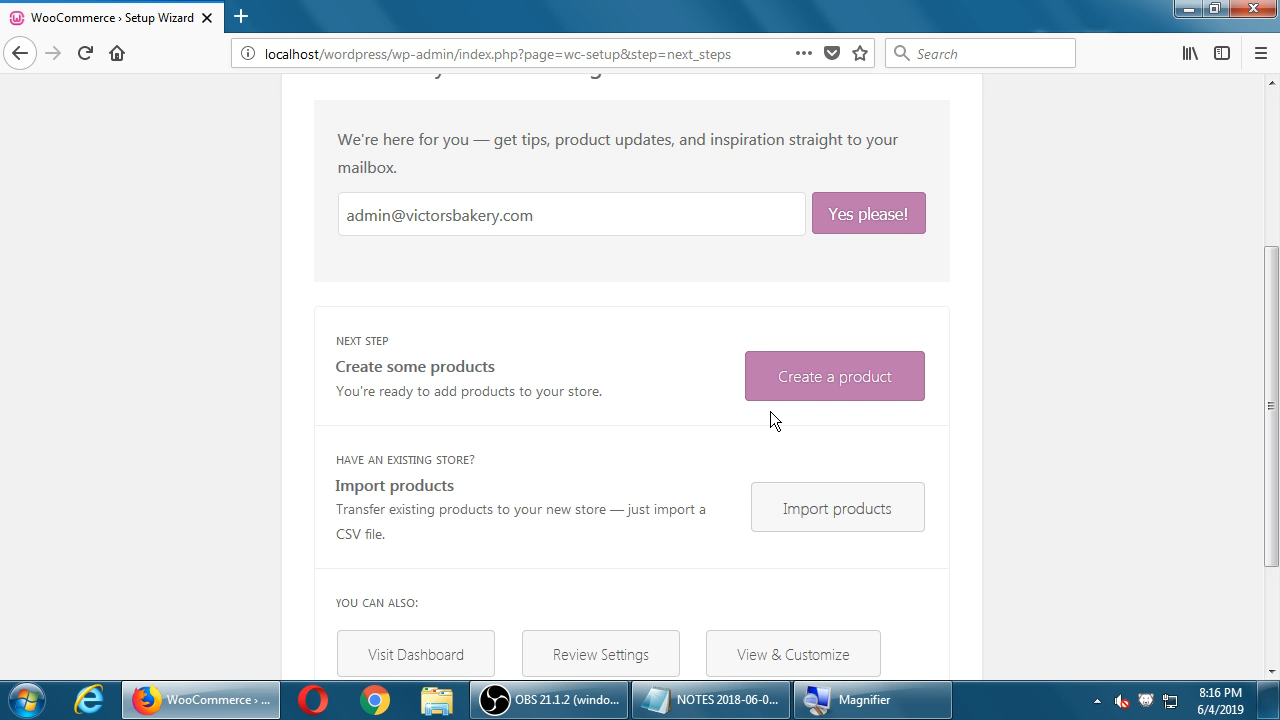 WooCommerce › Setup Wizard
localhost/wordpress/wp-admin/index.php?page=wc-setup&step=next_steps
Search
We're here for you — get tips, product updates, and inspiration straight to your
mailbox.
admin@victorsbakery.com
Yes please!
NEXT STEP
Create some products
You're ready to add products to your store.
Create a product
HAVE AN EXISTING STORE?
Import products
Transfer existing products to your new store — just import a
CSV file.
Import products
YOU CAN ALSO:
Visit Dashboard
Review Settings
View & Customize
WooCommerce › ...
OBS 21.1.2 (windo...
NOTES 2018-06-0...
Magnifier
8:16 PM
6/4/2019